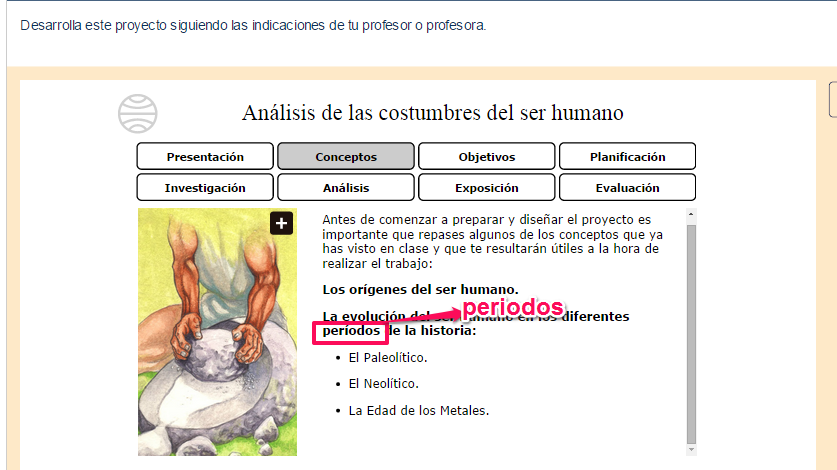 Desarrolla este proyecto siguiendo las indicaciones de tu profesor o profesora.
Análisis de las costumbres del ser humano
Presentación
Conceptos
Objetivos
Planificación
Investigación
Análisis
Exposición
Evaluación
+
Antes de comenzar a preparar y diseñar el proyecto es
importante que repases algunos de los conceptos que ya
has visto en clase y que te resultarán útiles a la hora de
realizar el trabajo:
Los orígenes del ser humano.
periodos
La evolución del ser humano en los diferentes
períodos de la historia:
• El Paleolítico.
• El Neolítico.
• La Edad de los Metales.